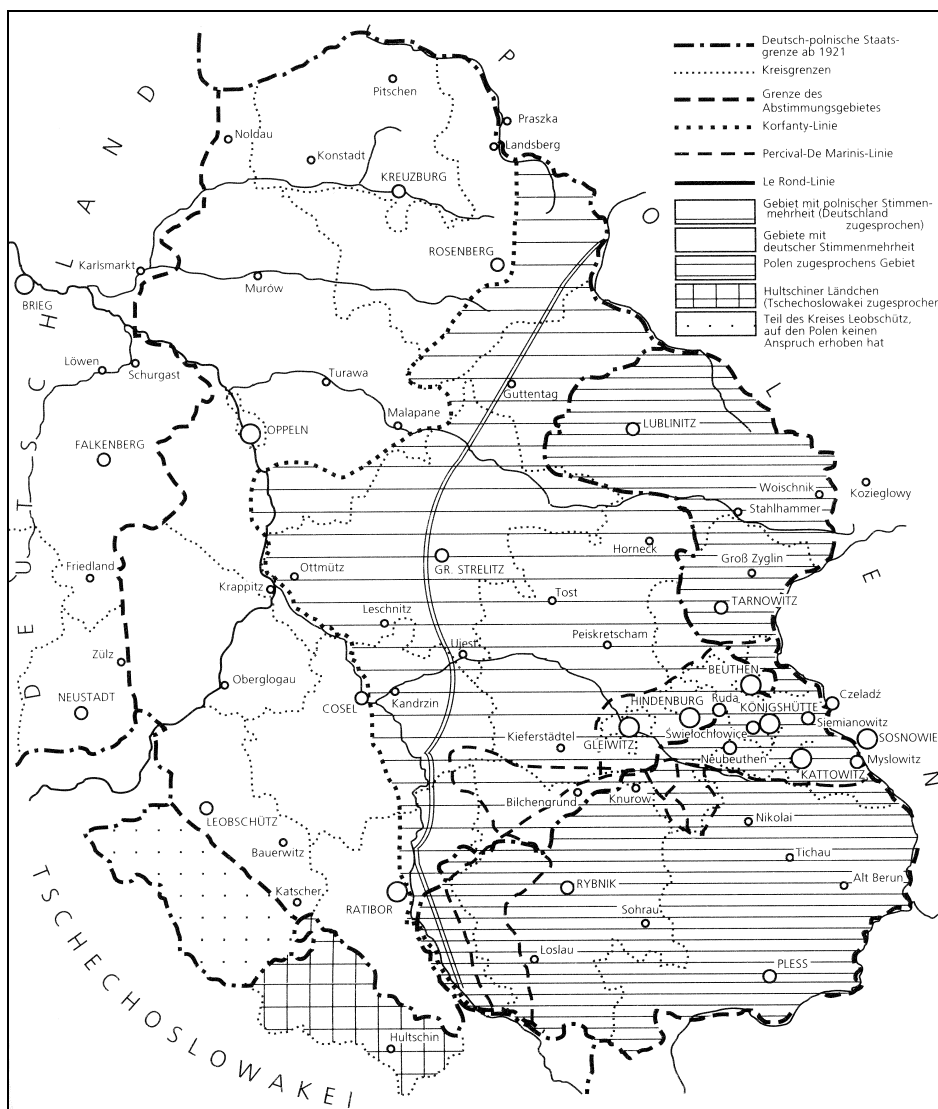 Deutsch-polnische Staats-
grenze ab 1921
Kreisgrenzen
Grenze des
Abstimmungsgebietes
Korfanty-Linie
Percival-De Marinis-Linie
Le Rond-Linie
Gebiet mit polnischer Stimmen-
mehrheit (Deutschland
zugesprochen)
Gebiete mit
deutscher Stimmenmehrheit
Polen zugesprochens Gebiet
Hultschiner Ländchen
(Tschechoslowakei zugesprochen
Teil des Kreises Leobschütz,
auf den Polen keinen
Anspruch erhoben hat
DEUTSCHLAND
POLEN
TSCHECHOSLOWAKEI
Pitschen
Praszka
Noldau
Landsberg
Konstadt
KREUZBURG
ROSENBERG
Karlsmarkt
Murów
BRIEG
Löwen
Schurgast
Turawa
Guttentag
Malapane
OPPELN
LUBLINITZ
FALKENBERG
Woischnik
Kozieglowy
Stahlhammer
Horneck
GR. STRELITZ
Groß Zyglin
Friedland
Ottmütz
Krappitz
Tost
TARNOWITZ
Leschnitz
Peiskretscham
Ujest
Zülz
BEUTHEN
Oberglogau
NEUSTADT
COSEL
Kandrzin
HINDENBURG
Ruda
KÖNIGSHÜTTE
Czeladź
Siemianowitz
Kieferstädtel
GLEIWITZ
Świelochłowice
SOSNOWIE
Neubeuthen
Myslowitz
KATTOWITZ
Bilchengrund
Knurow
LEOBSCHÜTZ
Nikolai
Bauerwitz
Tichau
Katscher
RATIBOR
RYBNIK
Alt Berun
Sohrau
Loslau
PLESS
Hultschin